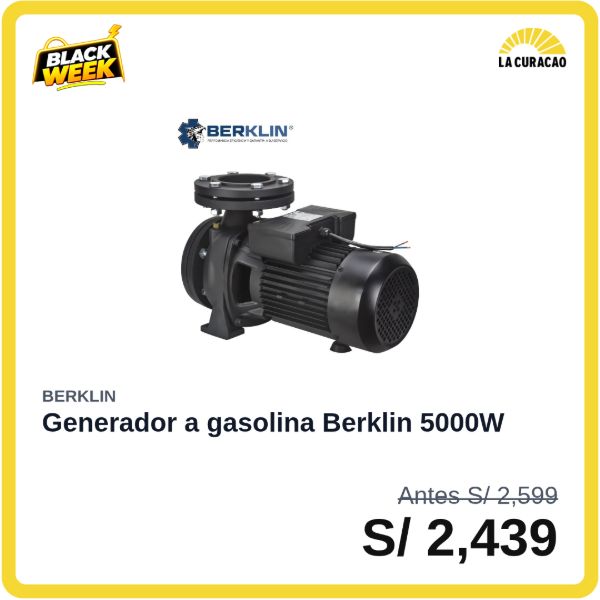 BLACK
WEEK
LA CURACAO
BERKLIN®
BERKLIN
Generador a gasolina Berklin 5000W
Antes S/ 2,599
S/ 2,439